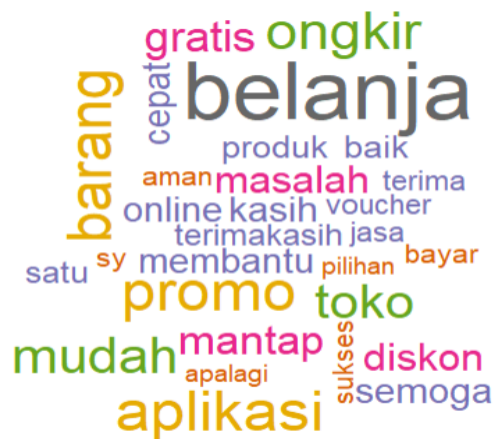 gratis ongkir
cepat
belanja
barang
produk baik
aman masalah terima
online kasih voucher
terimakasih jasa
satu sy membantu pilihan bayar
promo toko
mudah mantap sukses diskon
apalagi
semoga
aplikasi